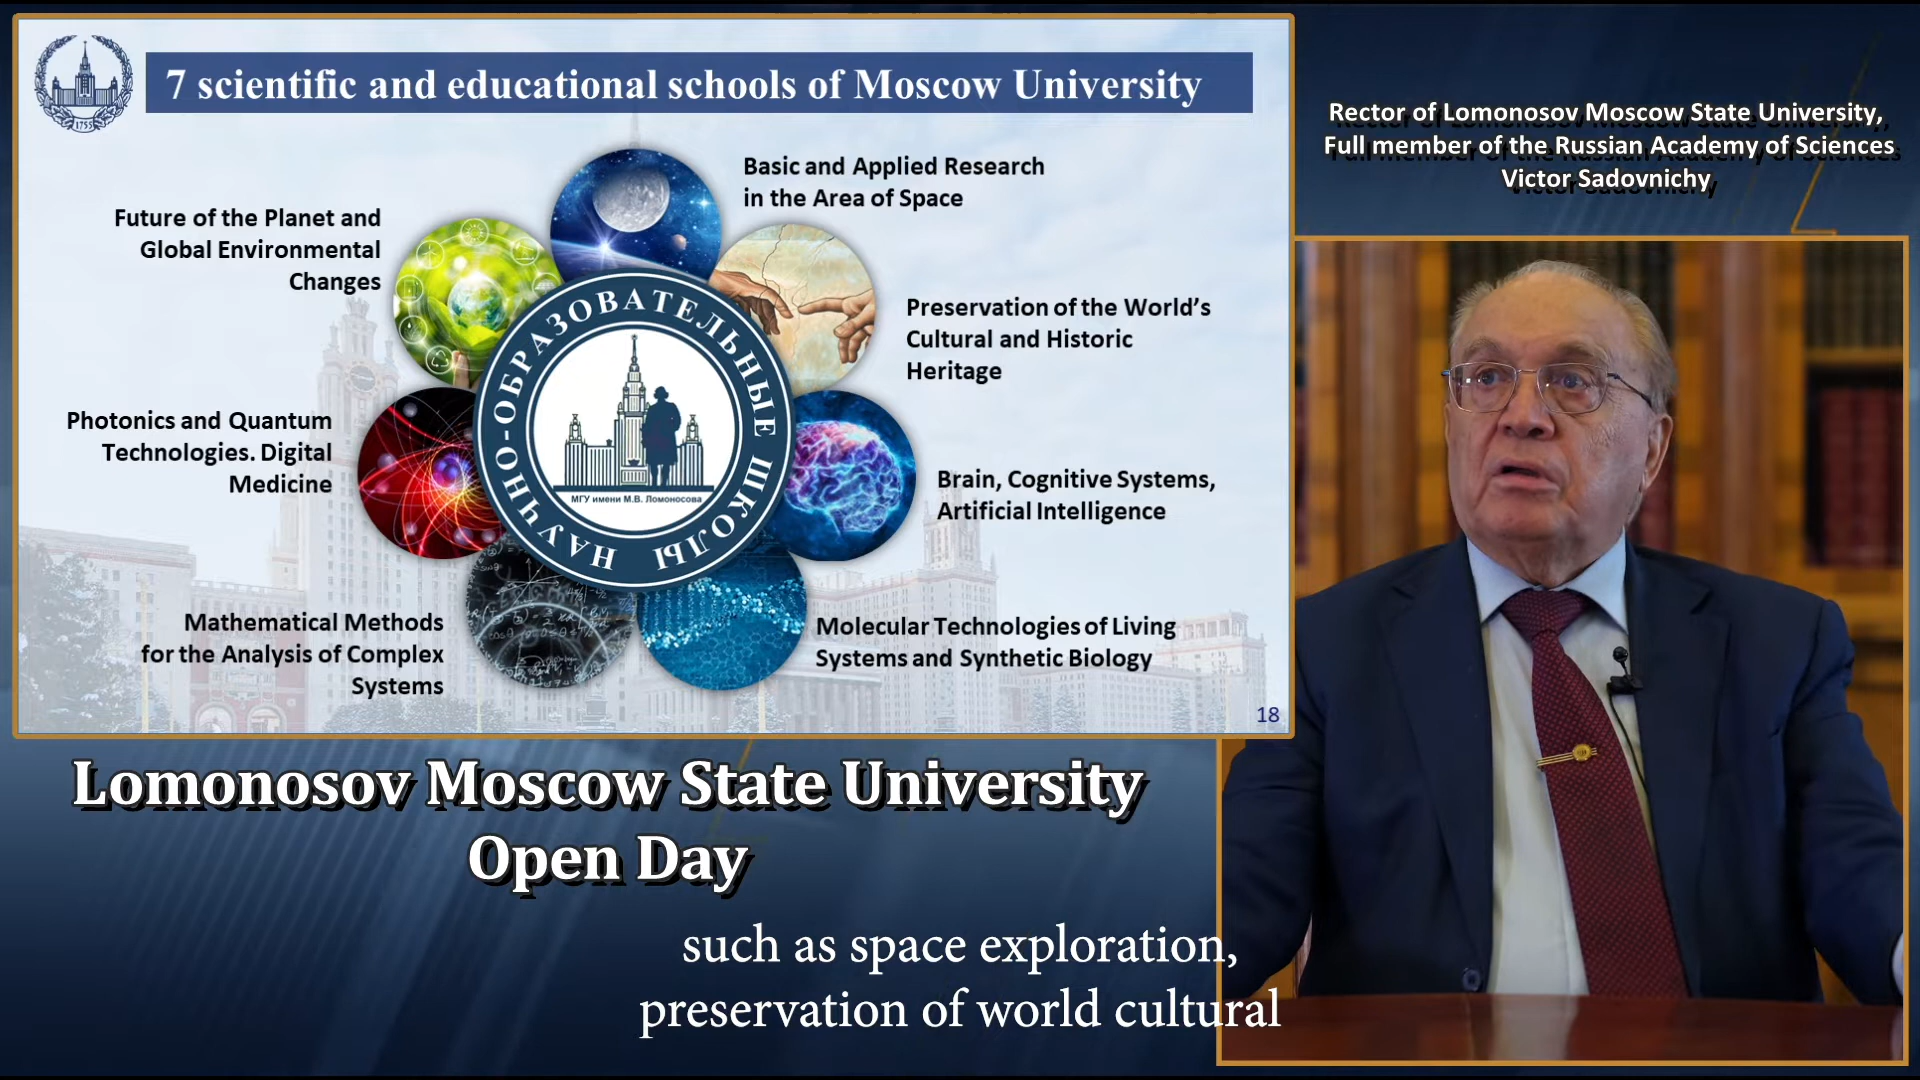 7 scientific and educational schools of Moscow University
1755
Basic and Applied Research
in the Area of Space
Future of the Planet and
Global Environmental
Changes
Preservation of the World's
Cultural and Historic
Heritage
Photonics and Quantum
Technologies. Digital
Medicine
Brain, Cognitive Systems,
Artificial Intelligence
Mathematical Methods
for the Analysis of Complex
Systems
Molecular Technologies of Living
Systems and Synthetic Biology
НАУЧНО-ОБРАЗОВАТЕЛЬНЫЕ ШКОЛЫ
МГУ имени М.В. Ломоносова
18
Rector of Lomonosov Moscow State University,
Full member of the Russian Academy of Sciences
Victor Sadovnichy
Lomonosov Moscow State University
Open Day
such as space exploration,
preservation of world cultural